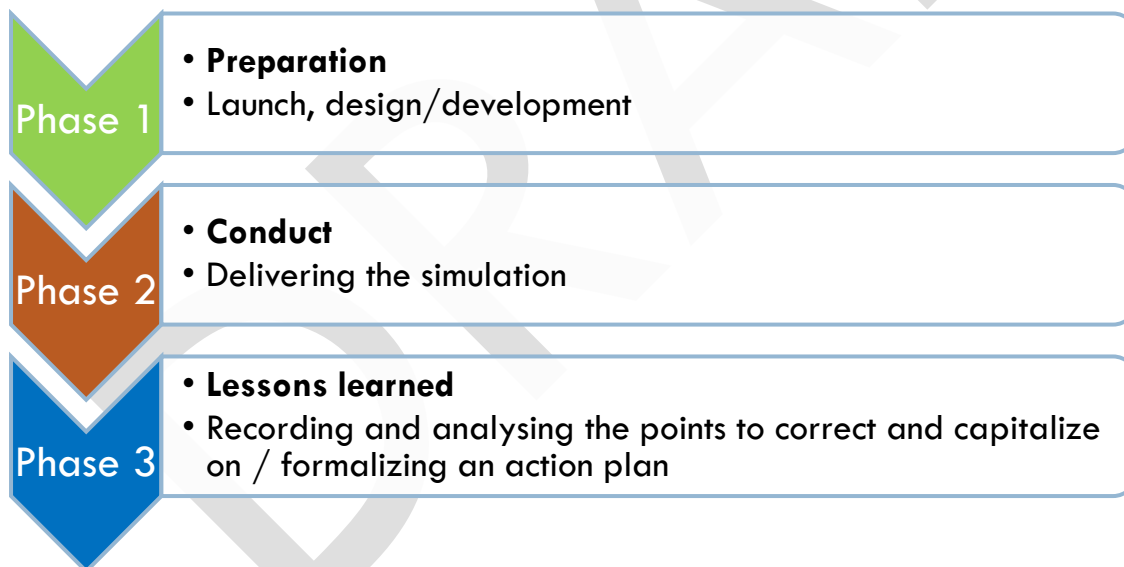 Phase 1
• Preparation
• Launch, design/development
Phase 2
• Conduct
• Delivering the simulation
Phase 3
• Lessons learned
• Recording and analysing the points to correct and capitalize
on / formalizing an action plan